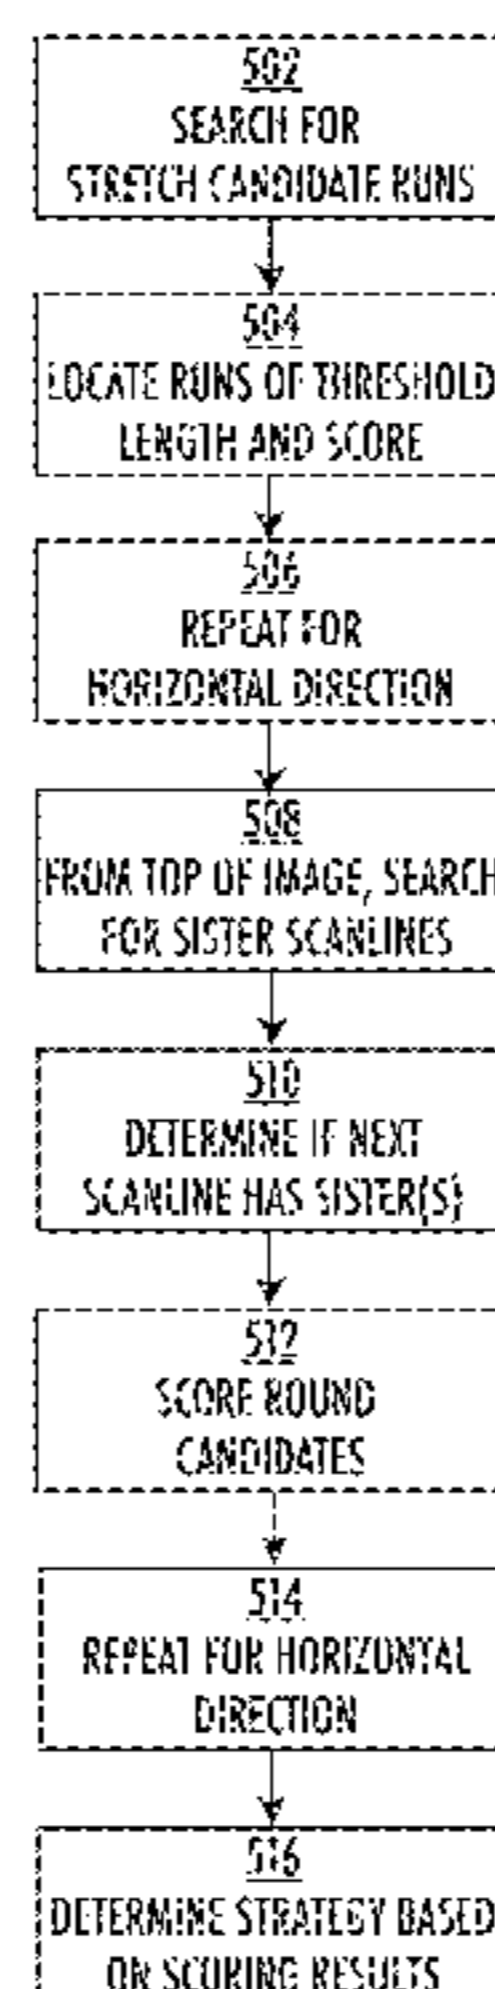 502
SEARCH FOR
STRETCH CANDIDATE RUNS
504
LOCATE RUNS OF THRESHOLD
LENGTH AND SCORE
506
REPEAT FOR
HORIZONTAL DIRECTION
508
FROM TOP OF IMAGE, SEARCH
FOR SISTER SCANLINES
510
DETERMINE IF NEXT
SCANLINE HAS SISTER(S)
512
SCORE ROUND
CANDIDATES
514
REPEAT FOR HORIZONTAL
DIRECTION
516
DETERMINE STRATEGY BASED
ON SCORING RESULTS